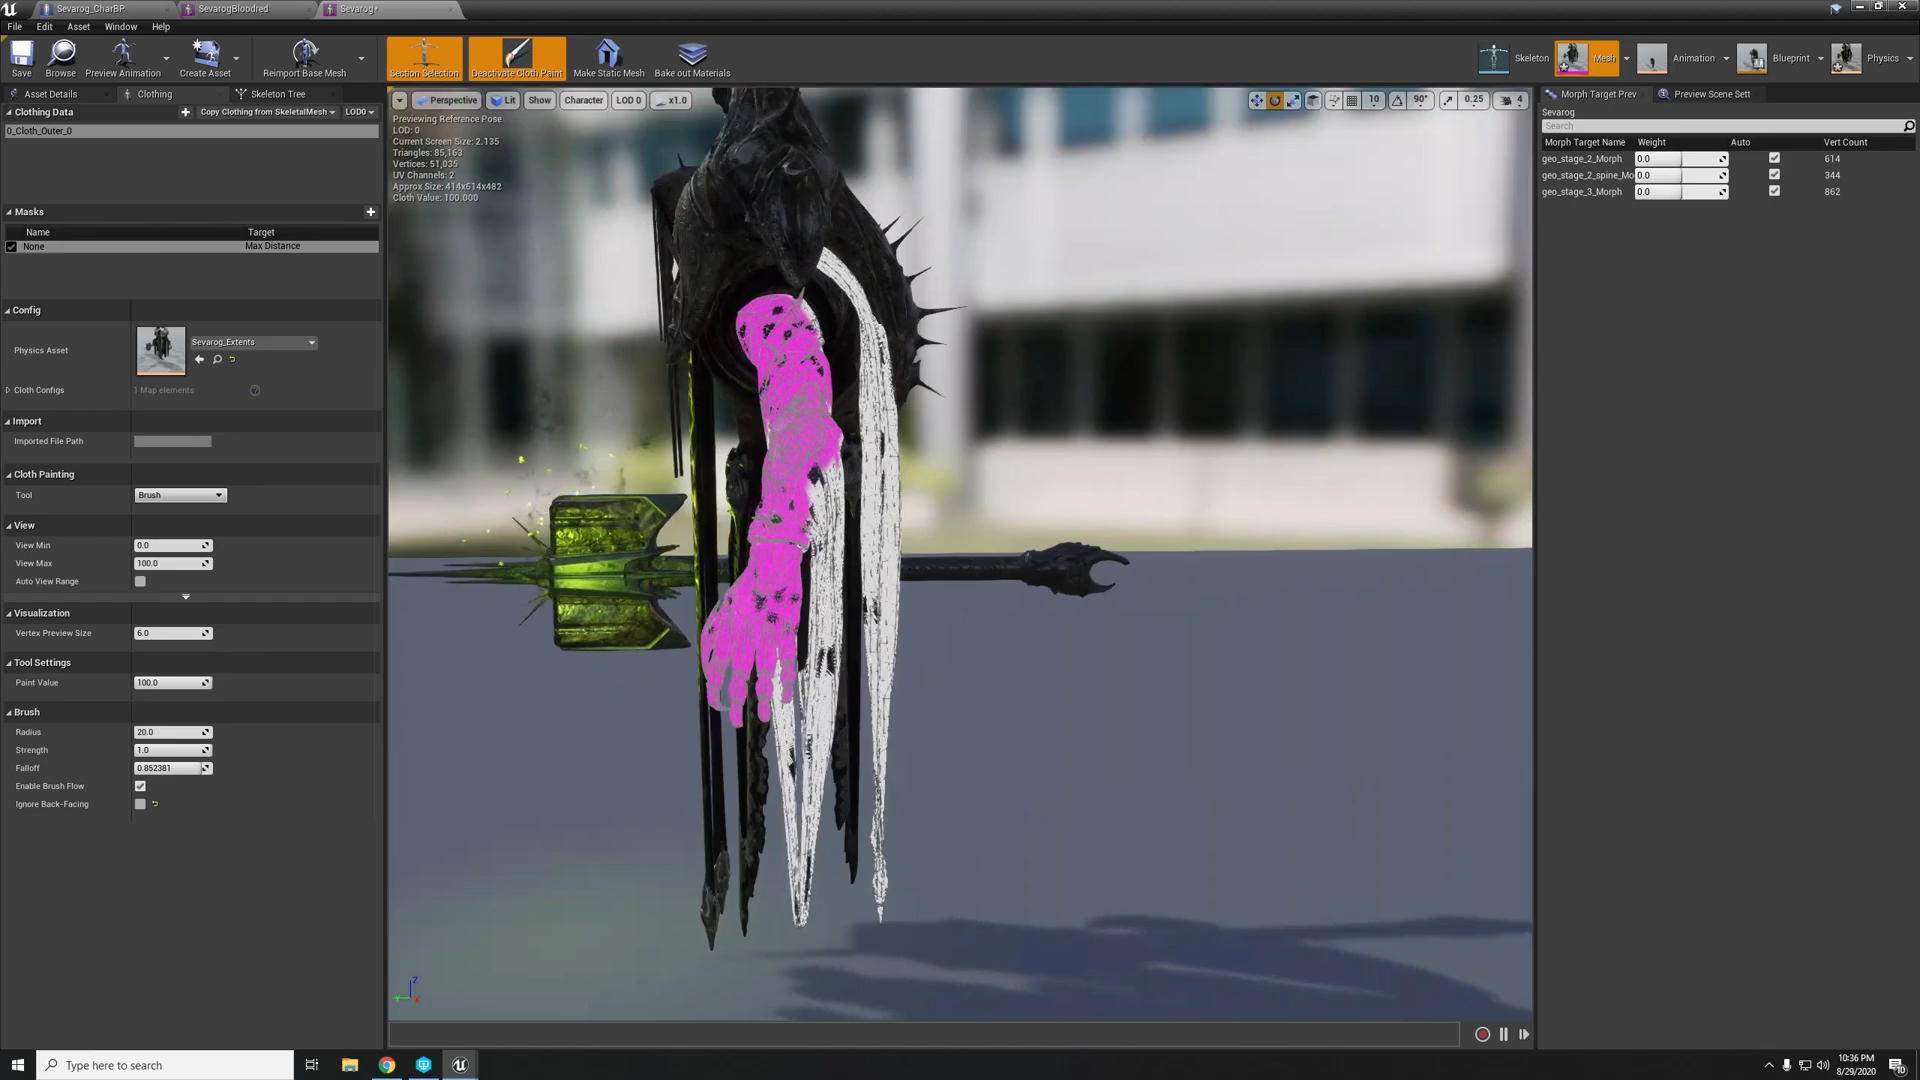 Sevarog_CharBP
SevarogBloodred
Sevarog*
File Edit Asset Window Help
Save
Browse
Preview Animation
Create Asset
Reimport Base Mesh
Section Selection
Deactivate Cloth Paint
Make Static Mesh
Bake out Materials
Skeleton
Mesh
Animation
Blueprint
Physics
Asset Details
Clothing
Skeleton Tree
Clothing Data
Copy Clothing from SkeletalMesh
LOD0
0_Cloth_Outer_0
Masks
Name Target
None Max Distance
Config
Physics Asset
Sevarog_Extents
Cloth Configs 1 Map elements
Import
Imported File Path
Cloth Painting
Tool Brush
View
View Min 0.0
View Max 100.0
Auto View Range
Visualization
Vertex Preview Size 6.0
Tool Settings
Paint Value 100.0
Brush
Radius 20.0
Strength 1.0
Falloff 0.852381
Enable Brush Flow
Ignore Back-Facing
Perspective Lit Show Character LOD 0 x1.0
10 90° 0.25 4
Previewing Reference Pose
LOD: 0
Current Screen Size: 2.135
Triangles: 85,163
Vertices: 51,035
UV Channels: 2
Approx Size: 414x614x482
Cloth Value: 100.000
Z
Y
X
Morph Target Prev
Preview Scene Sett
Sevarog
Search
Morph Target Name Weight Auto Vert Count
geo_stage_2_Morph 0.0 614
geo_stage_2_spine_Mo 0.0 344
geo_stage_3_Morph 0.0 862
Type here to search
10:36 PM
8/29/2020
10